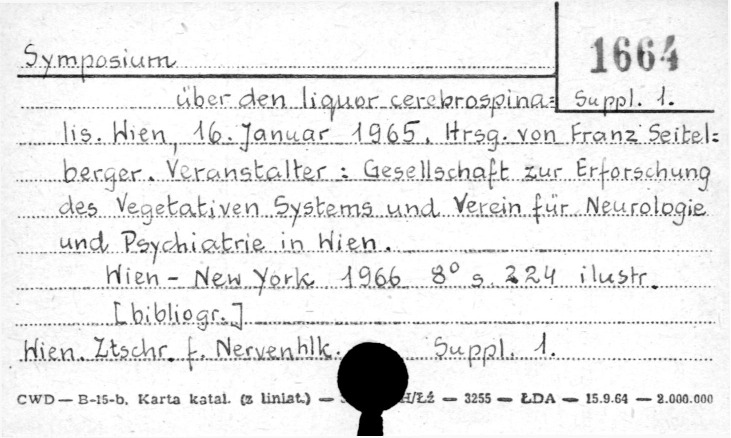 Symposium
1664
über den liquor cerebrospina= Suppl. 1.
lis. Wien, 16. Januar 1965. Hrsg. von Franz Seitel=
berger. Veranstalter : Gesellschaft zur Erforschung
des Vegetativen Systems und Verein für Neurologie
und Psychiatrie in Wien.
Wien - New York 1966 8° s. 224 ilustr.
[bibliogr.]
Wien. Ztschr. f. Nervenhlk. Suppl. 1.
CWD — B-15-b. Karta katal. (z liniat.) — H/Łź — 3255 — ŁDA — 15.9.64 — 2.000.000